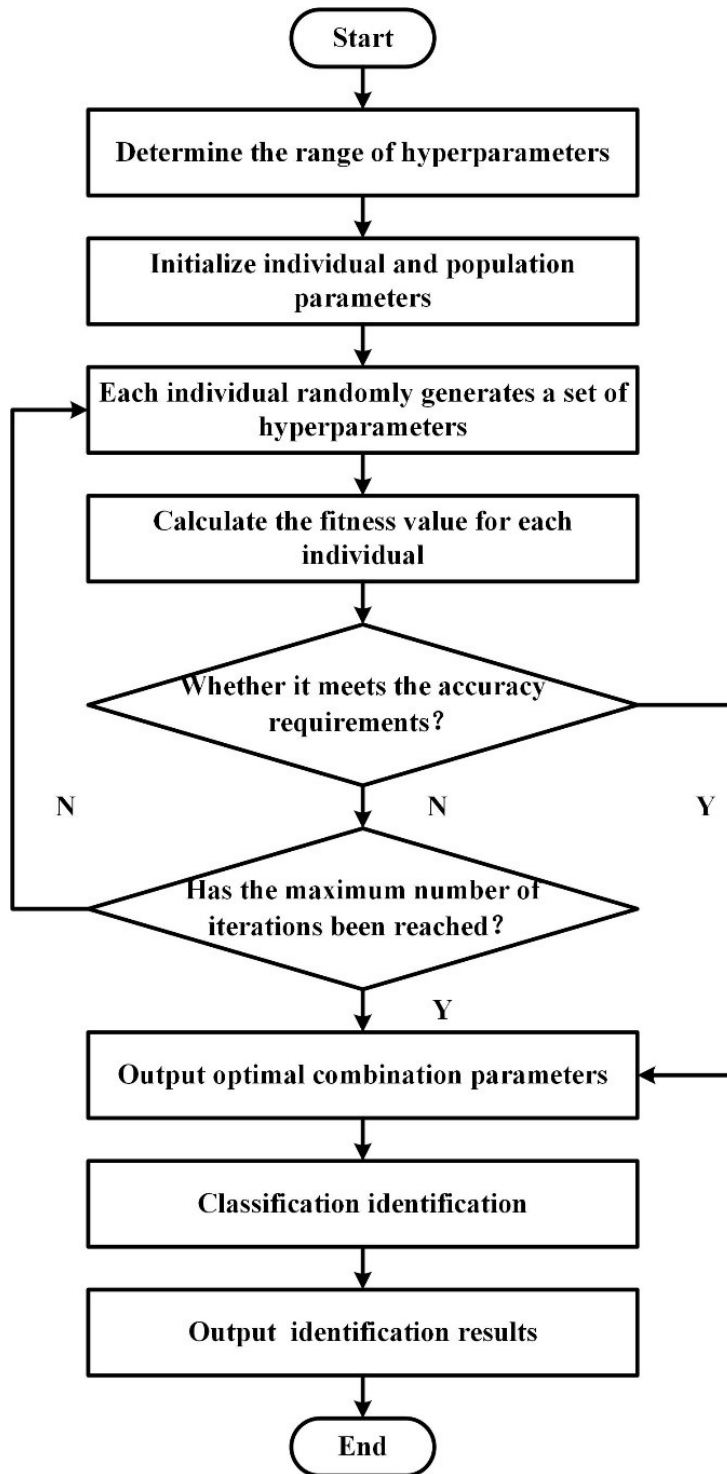 Start
Determine the range of hyperparameters
Initialize individual and population
parameters
Each individual randomly generates a set of
hyperparameters
Calculate the fitness value for each
individual
Whether it meets the accuracy
requirements?
N
N
Y
Has the maximum number of
iterations been reached?
Y
Output optimal combination parameters
Classification identification
Output identification results
End